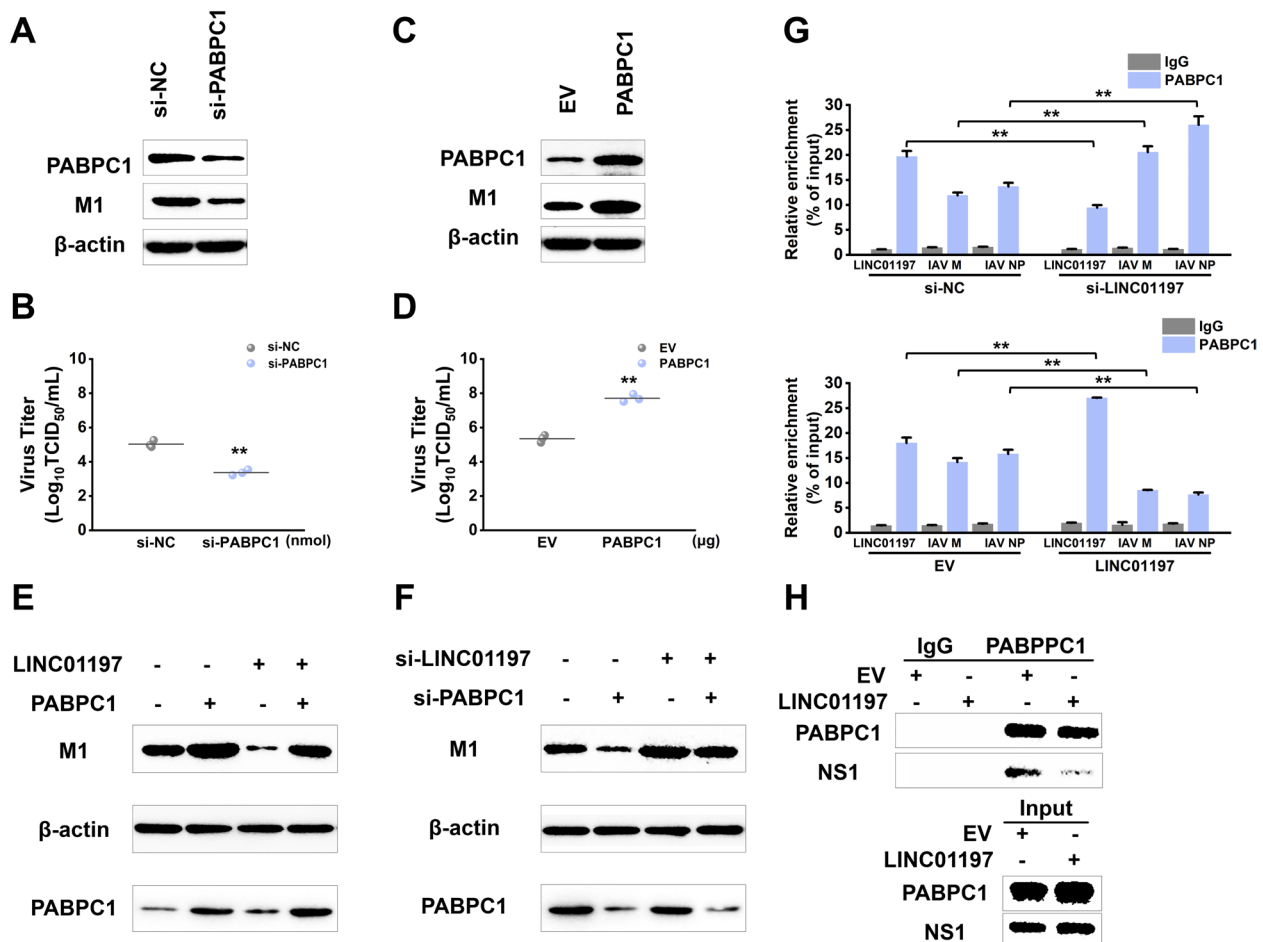 A
si-NC
si-PABPC1
PABPC1
M1
β-actin
B
si-NC
si-PABPC1
Virus Titer
(Log10TCID50/mL)
10
8
6
4
2
0
**
si-NC
si-PABPC1
(nmol)
C
EV
PABPC1
PABPC1
M1
β-actin
D
EV
PABPC1
Virus Titer
(Log10TCID50/mL)
10
8
6
4
2
0
**
EV
PABPC1
(μg)
E
LINC01197 - - + +
PABPC1 - + - +
M1
β-actin
PABPC1
F
si-LINC01197 - - + +
si-PABPC1 - + - +
M1
β-actin
PABPC1
G
IgG
PABPC1
Relative enrichment
(% of input)
30
25
20
15
10
5
0
**
**
**
LINC01197 IAV M IAV NP LINC01197 IAV M IAV NP
si-NC si-LINC01197
IgG
PABPC1
Relative enrichment
(% of input)
30
25
20
15
10
5
0
**
**
**
LINC01197 IAV M IAV NP LINC01197 IAV M IAV NP
EV LINC01197
H
IgG PABPPC1
EV + - + -
LINC01197 - + - +
PABPC1
NS1
Input
EV + -
LINC01197 - +
PABPC1
NS1